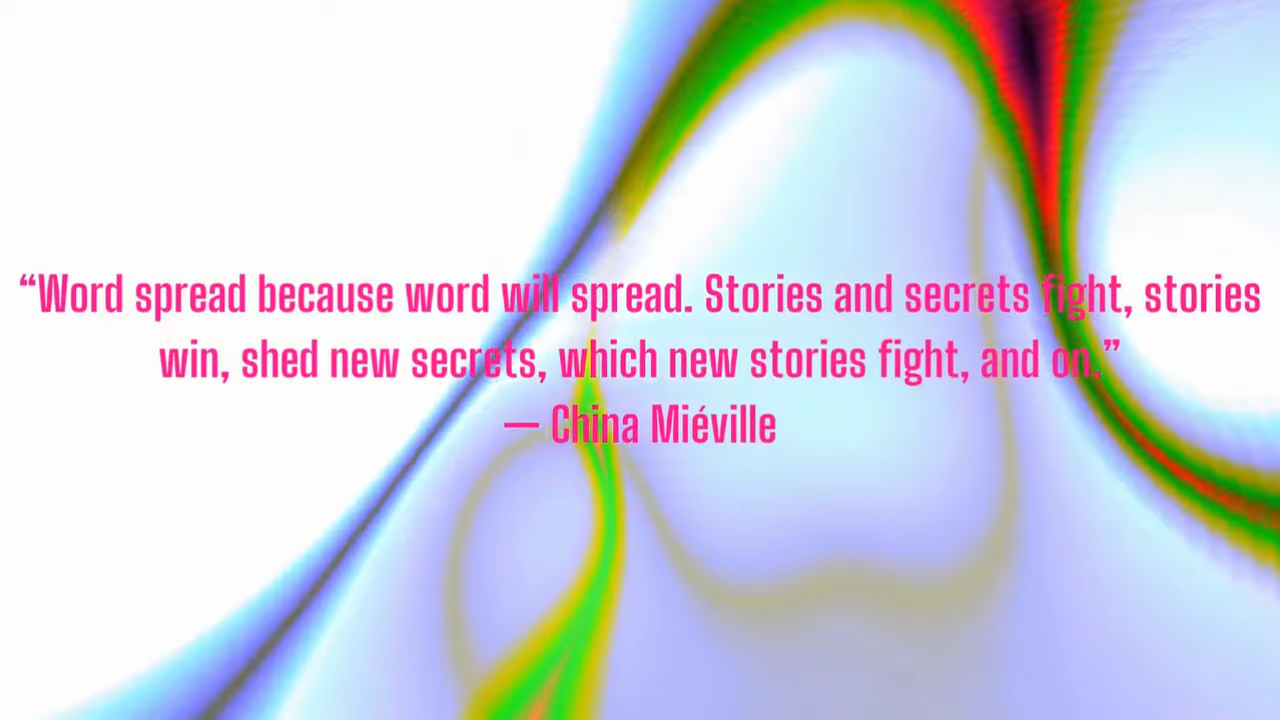 “Word spread because word will spread. Stories and secrets fight, stories
win, shed new secrets, which new stories fight, and on.”
— China Miéville